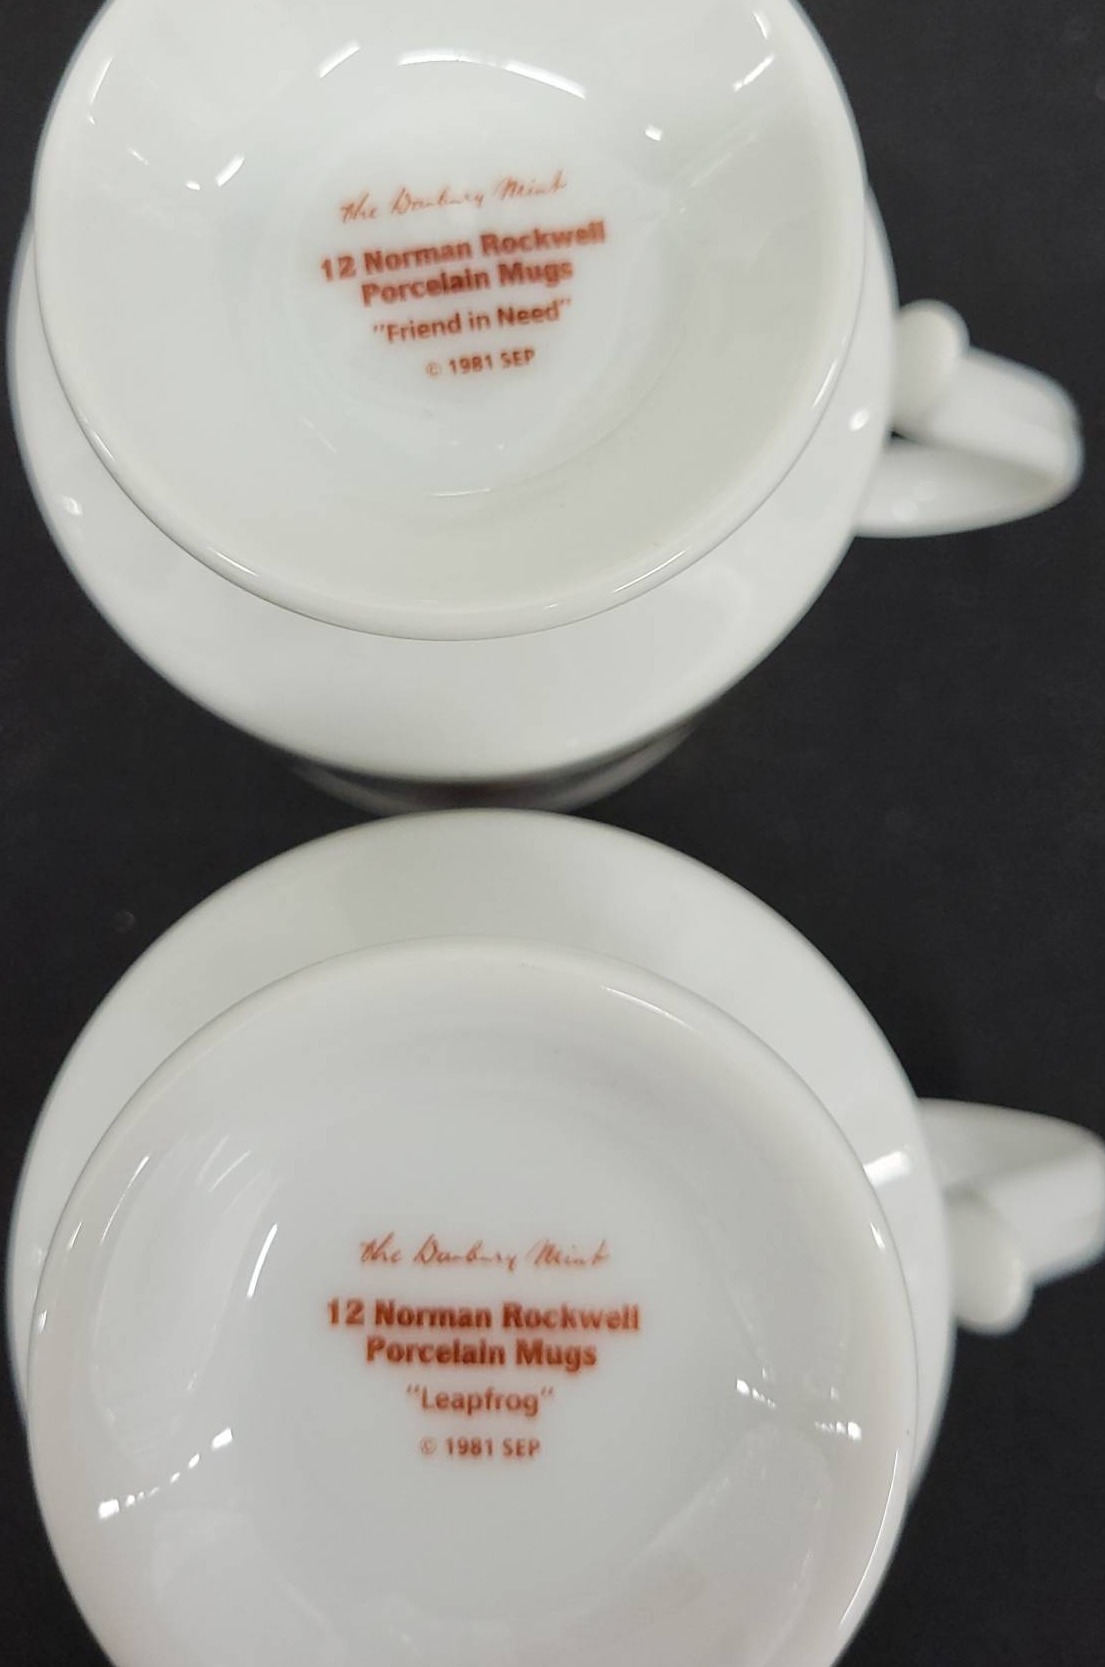 the Danbury Mint
12 Norman Rockwell
Porcelain Mugs
"Friend in Need"
© 1981 SEP
the Danbury Mint
12 Norman Rockwell
Porcelain Mugs
"Leapfrog"
© 1981 SEP